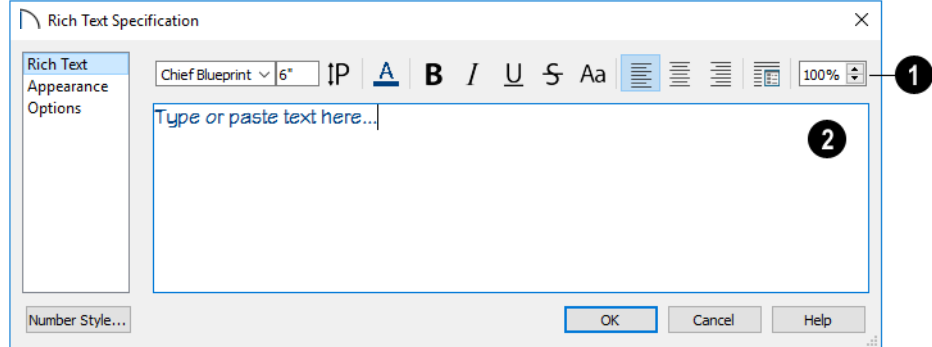 Rich Text Specification
Rich Text
Appearance
Options
Chief Blueprint 6" P A B I U S Aa 100% 1
Type or paste text here...
2
Number Style... OK Cancel Help